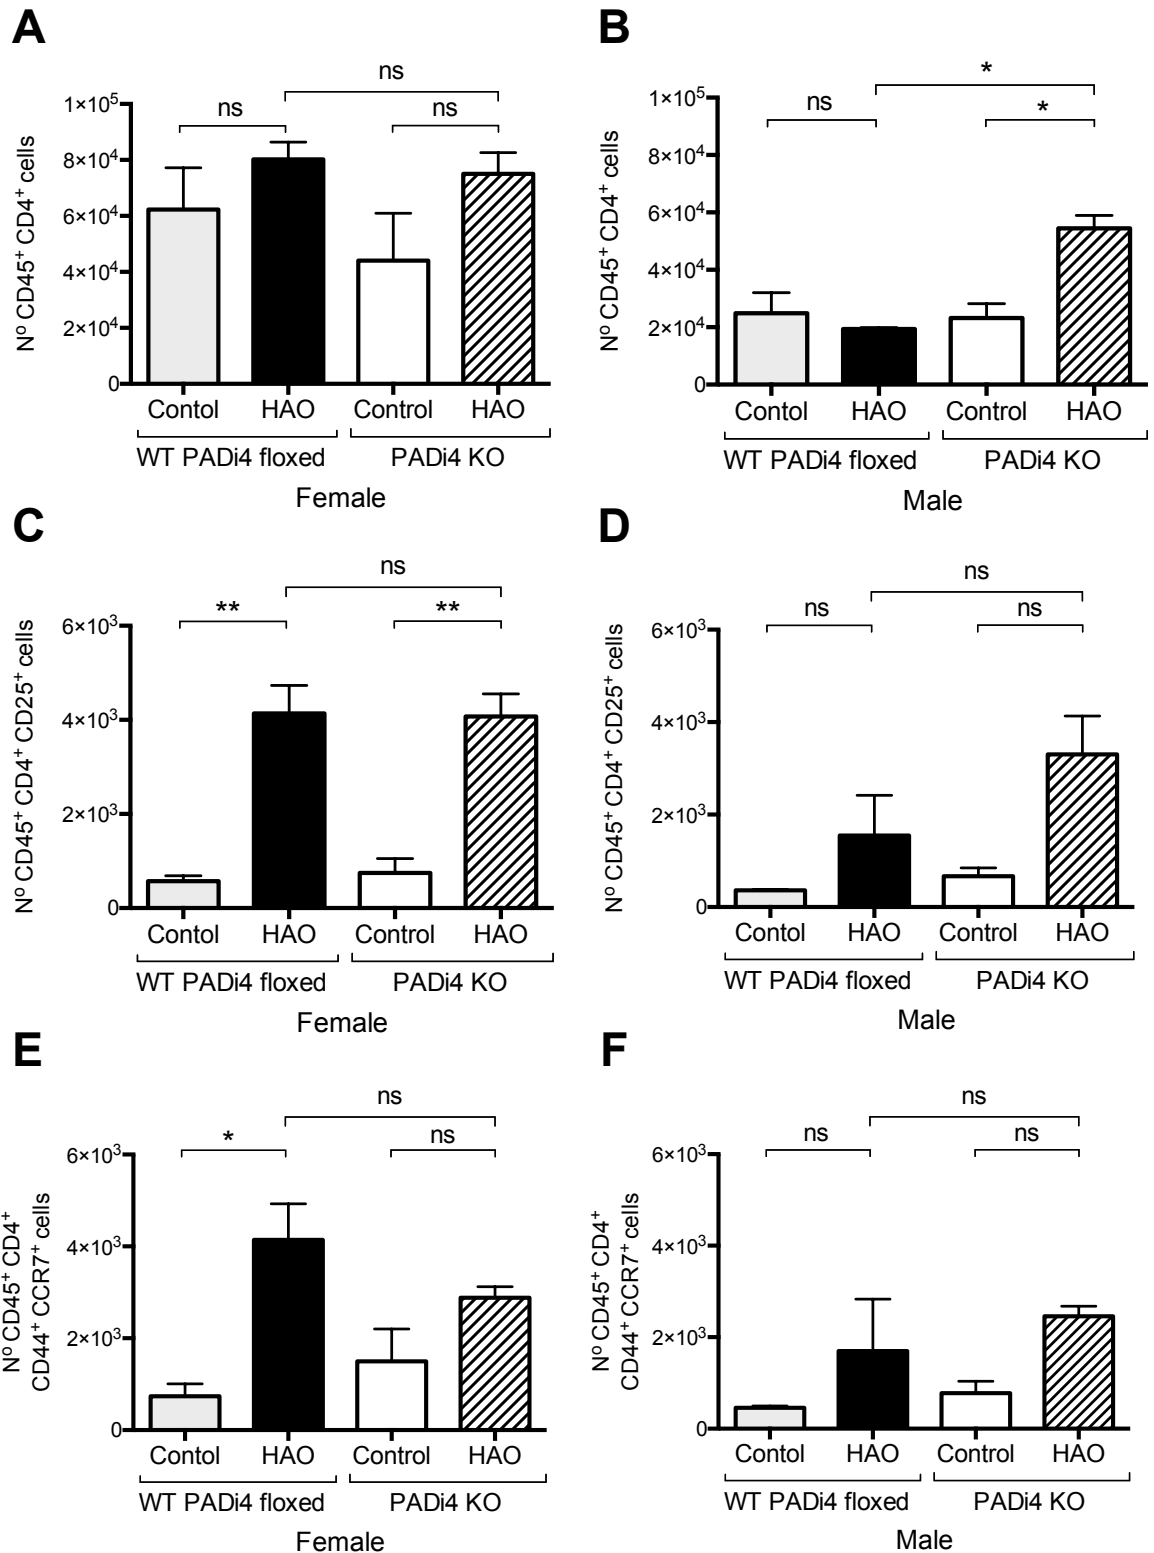 A
ns
ns
ns
Nº CD45⁺ CD4⁺ cells
1×10⁵
8×10⁴
6×10⁴
4×10⁴
2×10⁴
0
Contol HAO Control HAO
WT PADi4 floxed PADi4 KO
Female
B
*
ns
*
Nº CD45⁺ CD4⁺ cells
1×10⁵
8×10⁴
6×10⁴
4×10⁴
2×10⁴
0
Contol HAO Control HAO
WT PADi4 floxed PADi4 KO
Male
C
ns
**
**
Nº CD45⁺ CD4⁺ CD25⁺ cells
6×10³
4×10³
2×10³
0
Contol HAO Control HAO
WT PADi4 floxed PADi4 KO
Female
D
ns
ns
ns
Nº CD45⁺ CD4⁺ CD25⁺ cells
6×10³
4×10³
2×10³
0
Contol HAO Control HAO
WT PADi4 floxed PADi4 KO
Male
E
ns
*
ns
Nº CD45⁺ CD4⁺
CD44⁺ CCR7⁺ cells
6×10³
4×10³
2×10³
0
Contol HAO Control HAO
WT PADi4 floxed PADi4 KO
Female
F
ns
ns
ns
Nº CD45⁺ CD4⁺
CD44⁺ CCR7⁺ cells
6×10³
4×10³
2×10³
0
Contol HAO Control HAO
WT PADi4 floxed PADi4 KO
Male